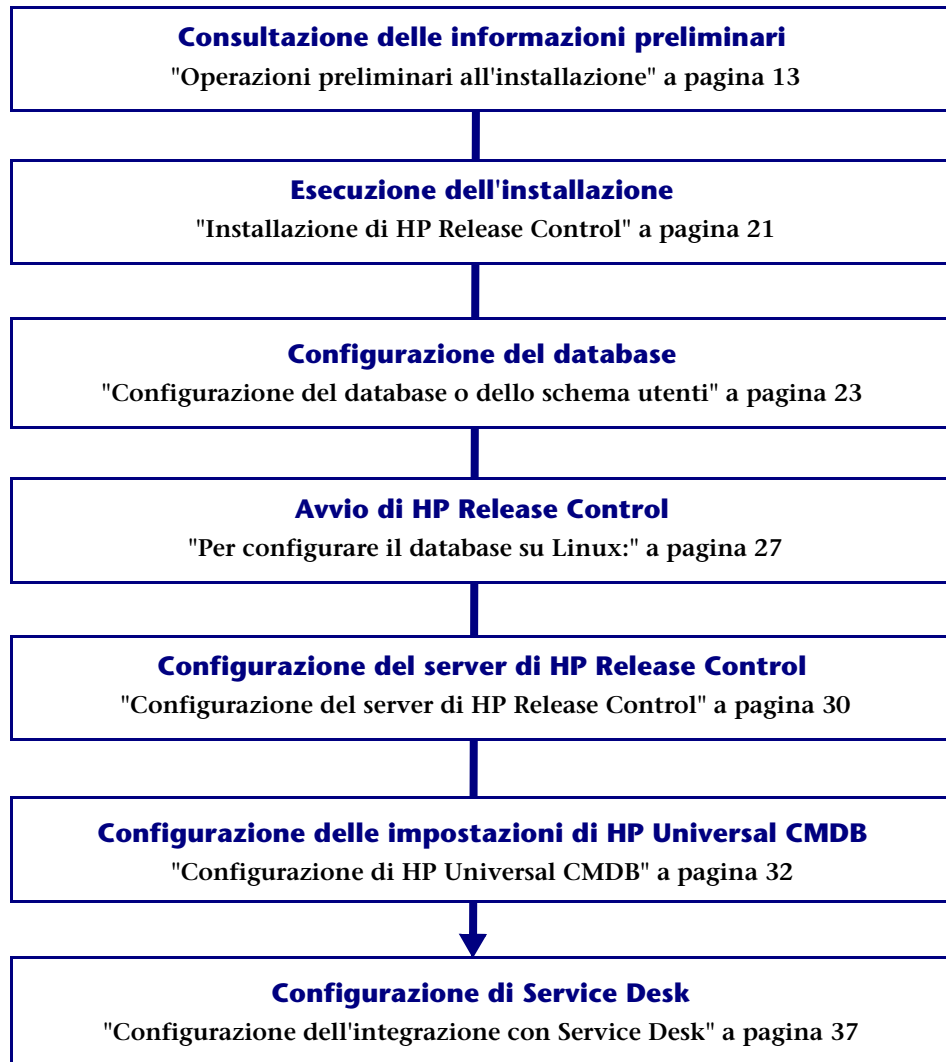 Consultazione delle informazioni preliminari
"Operazioni preliminari all'installazione" a pagina 13
Esecuzione dell'installazione
"Installazione di HP Release Control" a pagina 21
Configurazione del database
"Configurazione del database o dello schema utenti" a pagina 23
Avvio di HP Release Control
"Per configurare il database su Linux:" a pagina 27
Configurazione del server di HP Release Control
"Configurazione del server di HP Release Control" a pagina 30
Configurazione delle impostazioni di HP Universal CMDB
"Configurazione di HP Universal CMDB" a pagina 32
Configurazione di Service Desk
"Configurazione dell'integrazione con Service Desk" a pagina 37